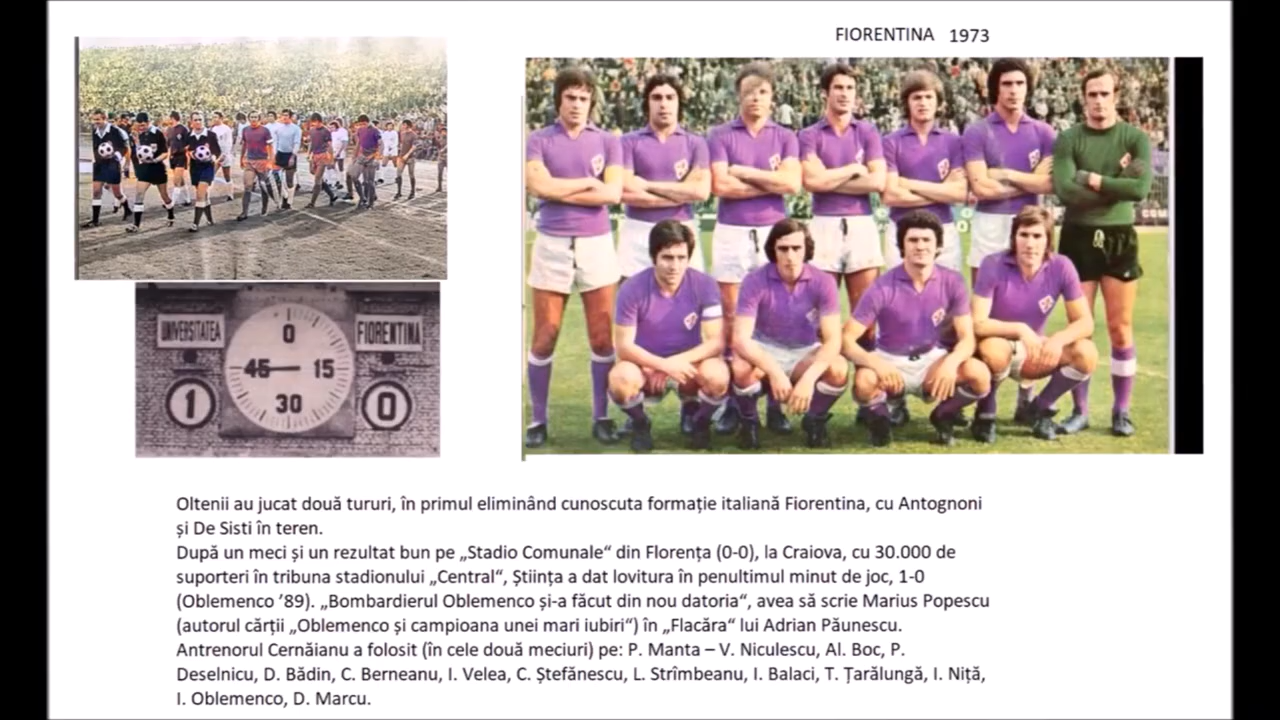 FIORENTINA 1973
UNIVERSITATEA
FIORENTINA
0
45
15
30
1
0
Oltenii au jucat două tururi, în primul eliminând cunoscuta formație italiană Fiorentina, cu Antognoni
și De Sisti în teren.
După un meci și un rezultat bun pe „Stadio Comunale“ din Florența (0-0), la Craiova, cu 30.000 de
suporteri în tribuna stadionului „Central“, Știința a dat lovitura în penultimul minut de joc, 1-0
(Oblemenco ’89). „Bombardierul Oblemenco și-a făcut din nou datoria“, avea să scrie Marius Popescu
(autorul cărții „Oblemenco și campioana unei mari iubiri“) în „Flacăra“ lui Adrian Păunescu.
Antrenorul Cernăianu a folosit (în cele două meciuri) pe: P. Manta – V. Niculescu, Al. Boc, P.
Deselnicu, D. Bădin, C. Berneanu, I. Velea, C. Ștefănescu, L. Strîmbeanu, I. Balaci, T. Țarălungă, I. Niță,
I. Oblemenco, D. Marcu.